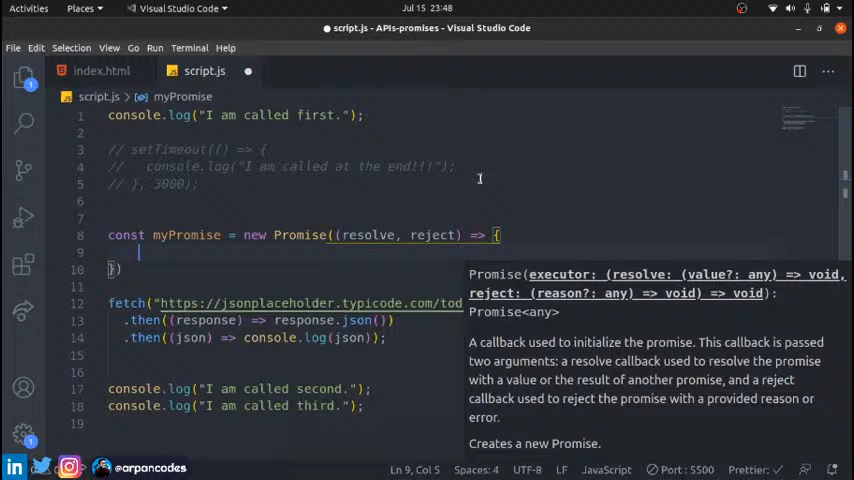 Activities Places Visual Studio Code Jul 15 23:48
script.js - APIs-promises - Visual Studio Code
File Edit Selection View Go Run Terminal Help
index.html script.js
script.js > myPromise
1 console.log("I am called first.");
2
3 // setTimeout(() => {
4 //   console.log("I am called at the end!!!");
5 // }, 3000);
6
7
8 const myPromise = new Promise((resolve, reject) => {
9
10 })
11
12 fetch("https://jsonplaceholder.typicode.com/tod
13 .then((response) => response.json())
14 .then((json) => console.log(json));
15
16
17 console.log("I am called second.");
18 console.log("I am called third.");
19
Promise(executor: (resolve: (value?: any) => void,
reject: (reason?: any) => void) => void):
Promise<any>
A callback used to initialize the promise. This callback is passed
two arguments: a resolve callback used to resolve the promise
with a value or the result of another promise, and a reject
callback used to reject the promise with a provided reason or
error.
Creates a new Promise.
1
1
in @arpancodes
Ln 9, Col 5 Spaces: 4 UTF-8 LF JavaScript Port : 5500 Prettier: ✓